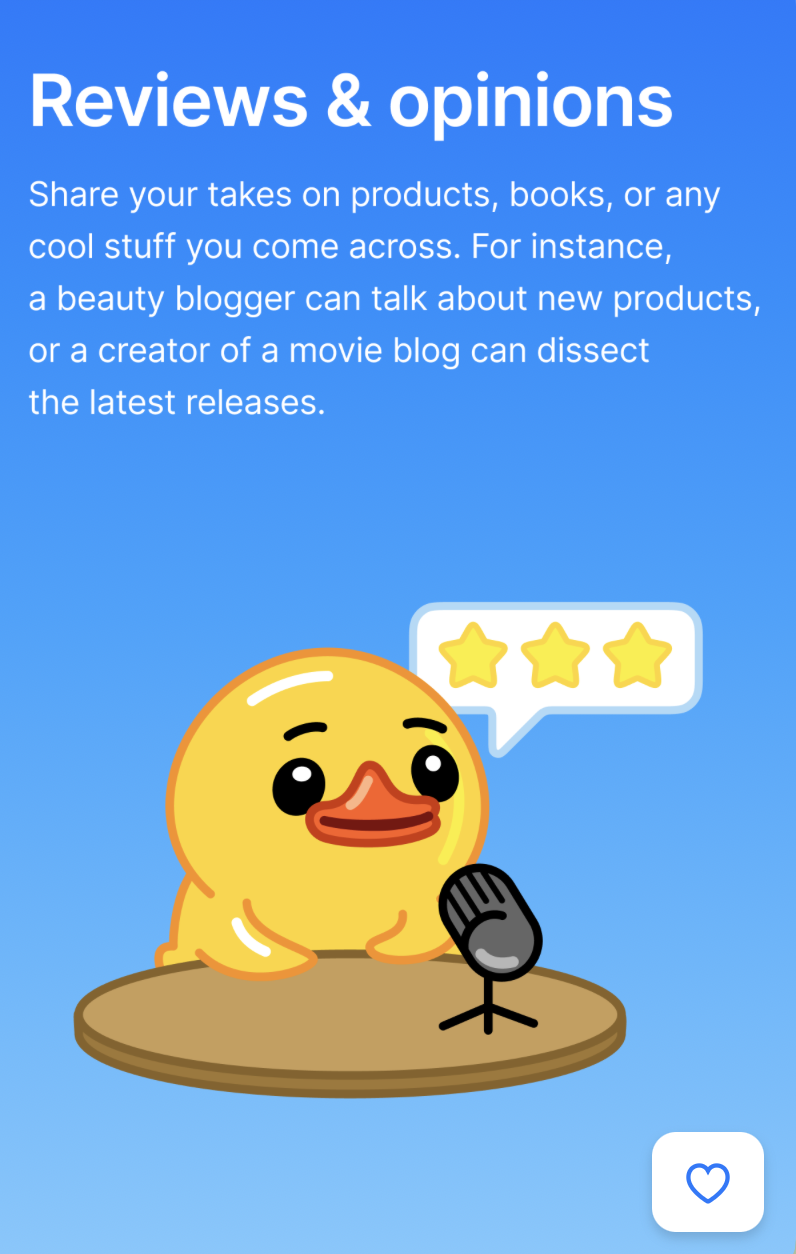 Reviews & opinions
Share your takes on products, books, or any
cool stuff you come across. For instance,
a beauty blogger can talk about new products,
or a creator of a movie blog can dissect
the latest releases.